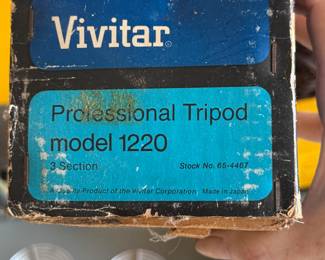 Vivitar®
Professional Tripod
model 1220
3 Section Stock No. 65-4467
A Quality Product of the Vivitar Corporation Made in Japan